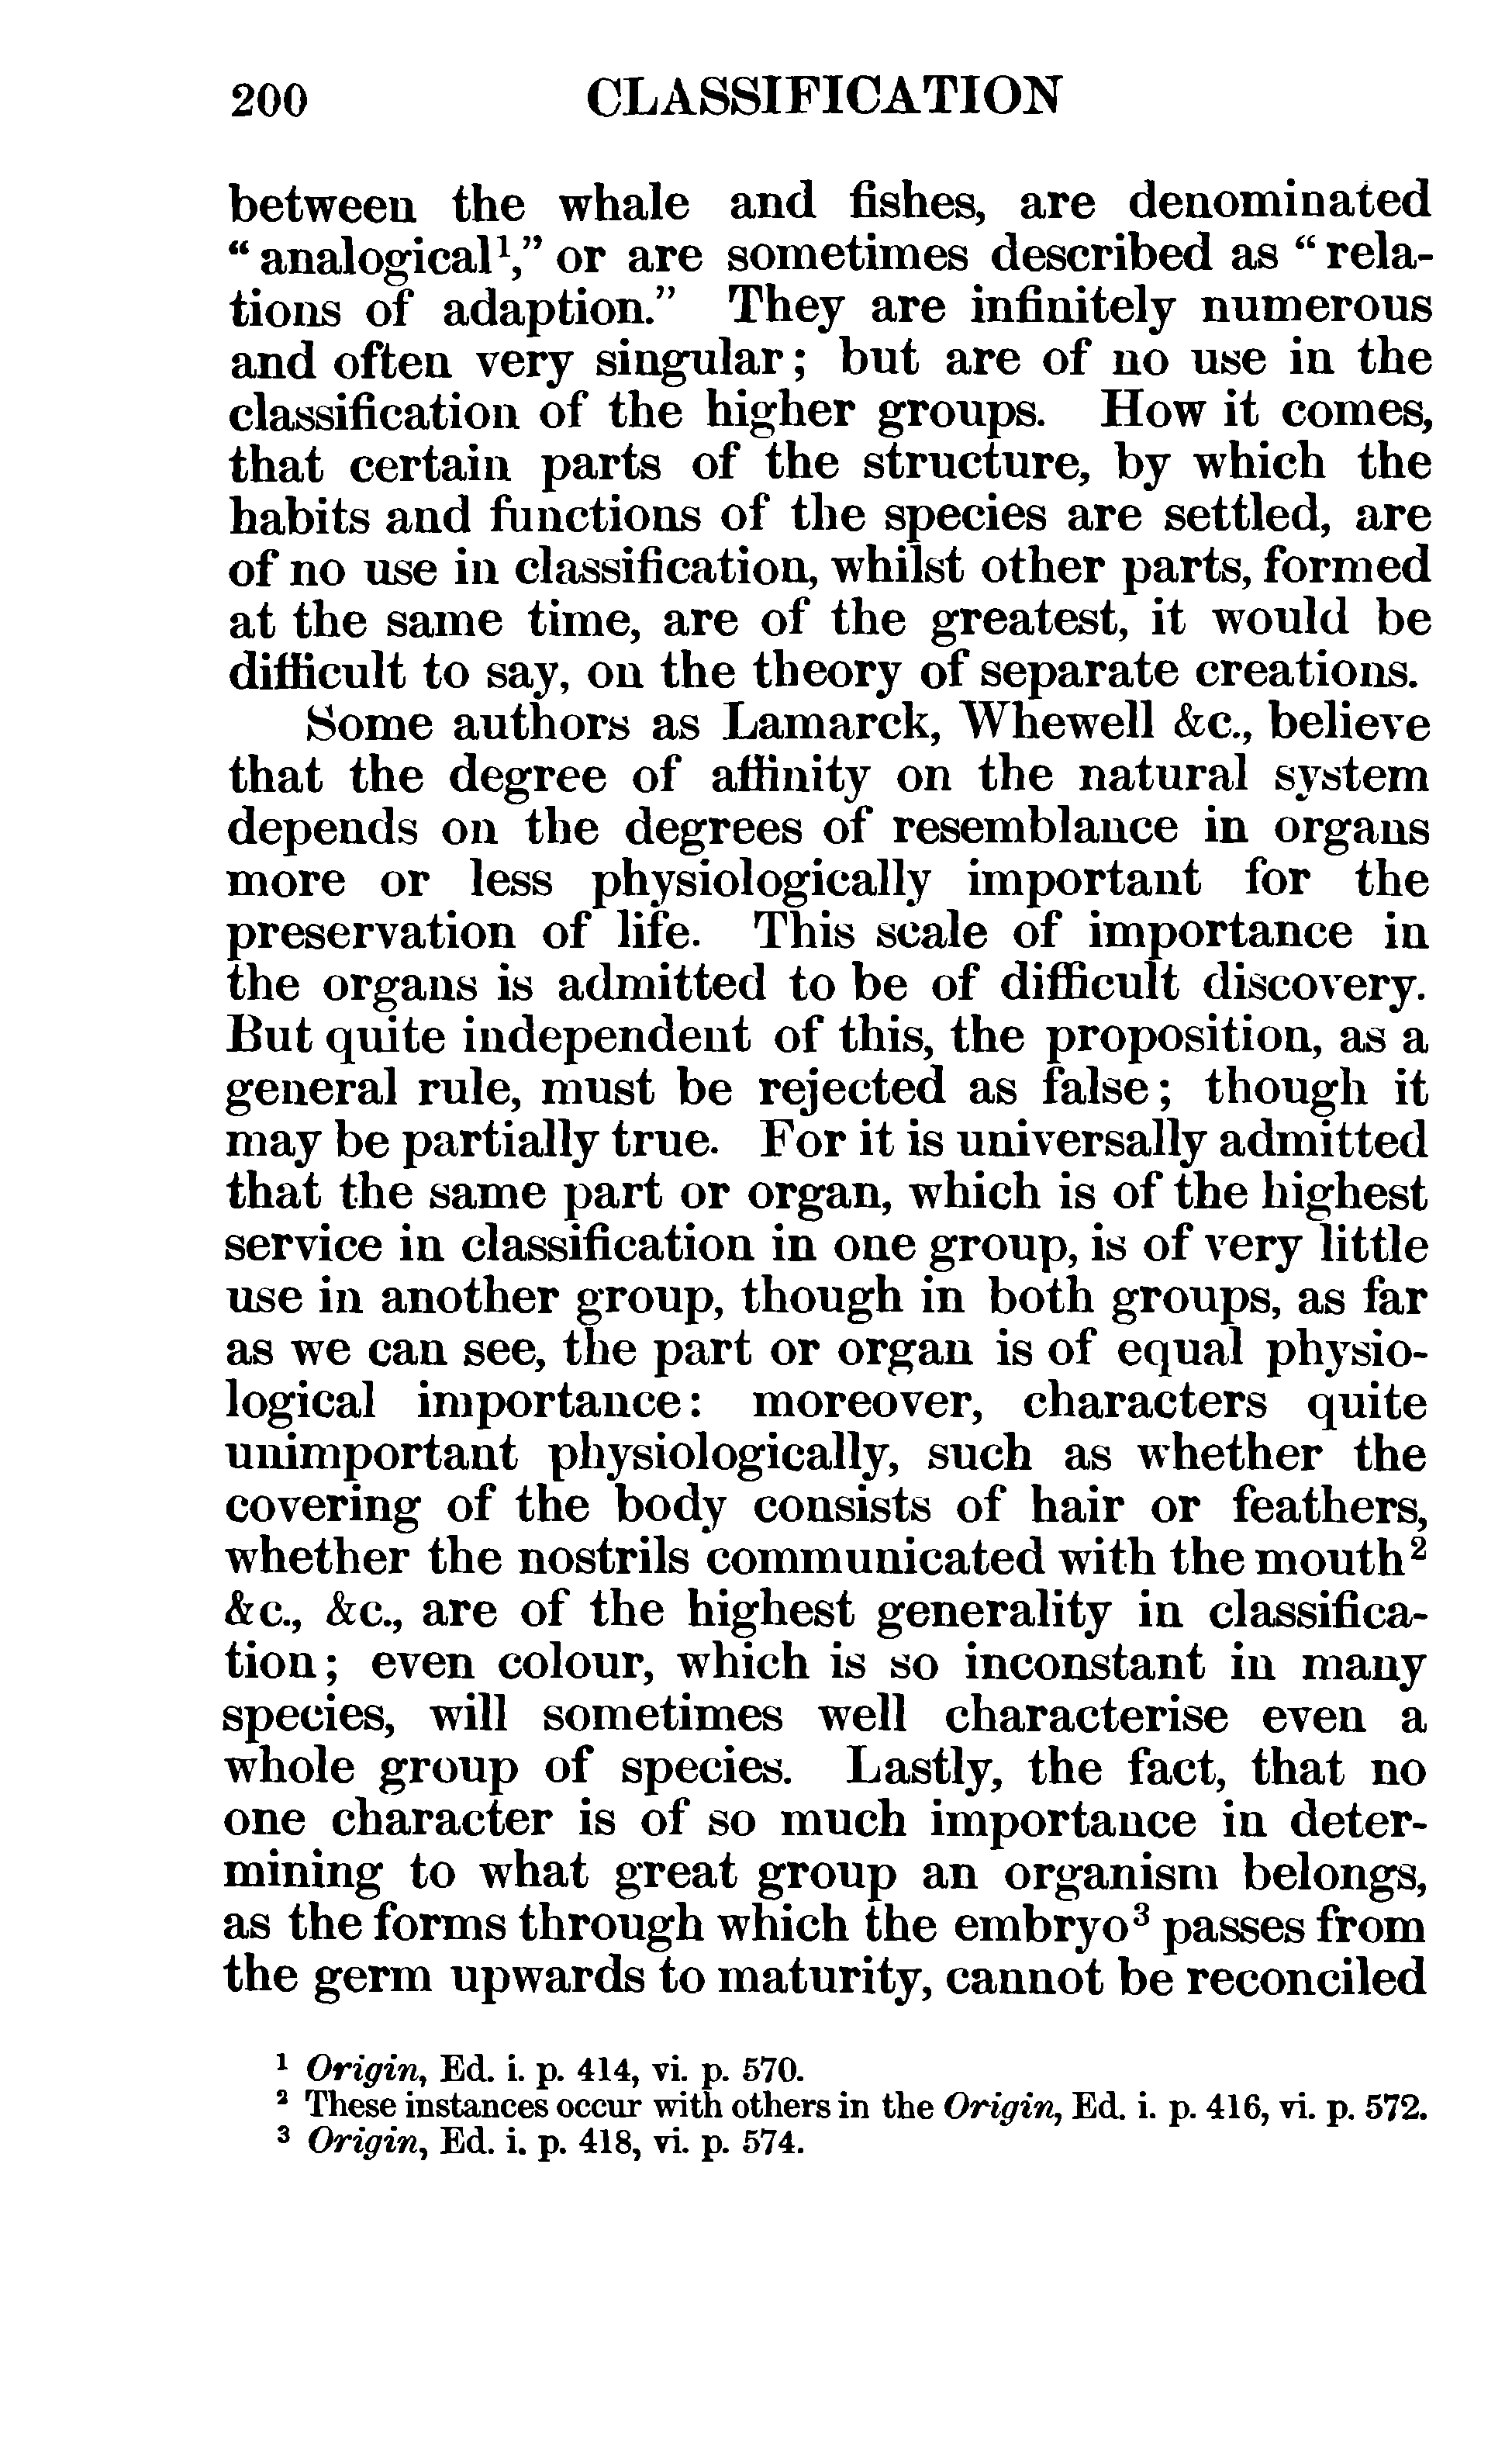 200 CLASSIFICATION
between the whale and fishes, are denominated
“analogical¹,” or are sometimes described as “rela-
tions of adaption.” They are infinitely numerous
and often very singular; but are of no use in the
classification of the higher groups. How it comes,
that certain parts of the structure, by which the
habits and functions of the species are settled, are
of no use in classification, whilst other parts, formed
at the same time, are of the greatest, it would be
difficult to say, on the theory of separate creations.
Some authors as Lamarck, Whewell &c., believe
that the degree of affinity on the natural system
depends on the degrees of resemblance in organs
more or less physiologically important for the
preservation of life. This scale of importance in
the organs is admitted to be of difficult discovery.
But quite independent of this, the proposition, as a
general rule, must be rejected as false; though it
may be partially true. For it is universally admitted
that the same part or organ, which is of the highest
service in classification in one group, is of very little
use in another group, though in both groups, as far
as we can see, the part or organ is of equal physio-
logical importance: moreover, characters quite
unimportant physiologically, such as whether the
covering of the body consists of hair or feathers,
whether the nostrils communicated with the mouth²
&c., &c., are of the highest generality in classifica-
tion; even colour, which is so inconstant in many
species, will sometimes well characterise even a
whole group of species. Lastly, the fact, that no
one character is of so much importance in deter-
mining to what great group an organism belongs,
as the forms through which the embryo³ passes from
the germ upwards to maturity, cannot be reconciled
¹ Origin, Ed. i. p. 414, vi. p. 570.
² These instances occur with others in the Origin, Ed. i. p. 416, vi. p. 572.
³ Origin, Ed. i. p. 418, vi. p. 574.